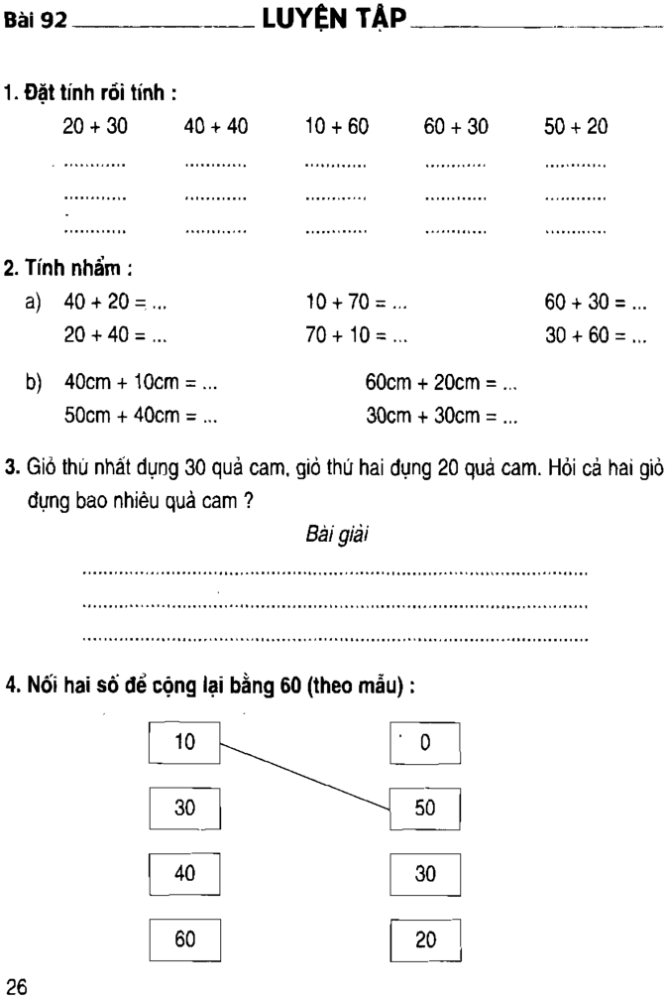 Bài 92 LUYỆN TẬP
1. Đặt tính rồi tính :
20 + 30 40 + 40 10 + 60 60 + 30 50 + 20
............ ............ ............ ............ ............
............ ............ ............ ............ ............
............ ............ ............ ............ ............
2. Tính nhẩm :
a) 40 + 20 = ... 10 + 70 = ... 60 + 30 = ...
20 + 40 = ... 70 + 10 = ... 30 + 60 = ...
b) 40cm + 10cm = ... 60cm + 20cm = ...
50cm + 40cm = ... 30cm + 30cm = ...
3. Giỏ thứ nhất đựng 30 quả cam, giỏ thứ hai đựng 20 quả cam. Hỏi cả hai giỏ
đựng bao nhiêu quả cam ?
Bài giải
................................................................
................................................................
................................................................
4. Nối hai số để cộng lại bằng 60 (theo mẫu) :
10 0
30 50
40 30
60 20
26